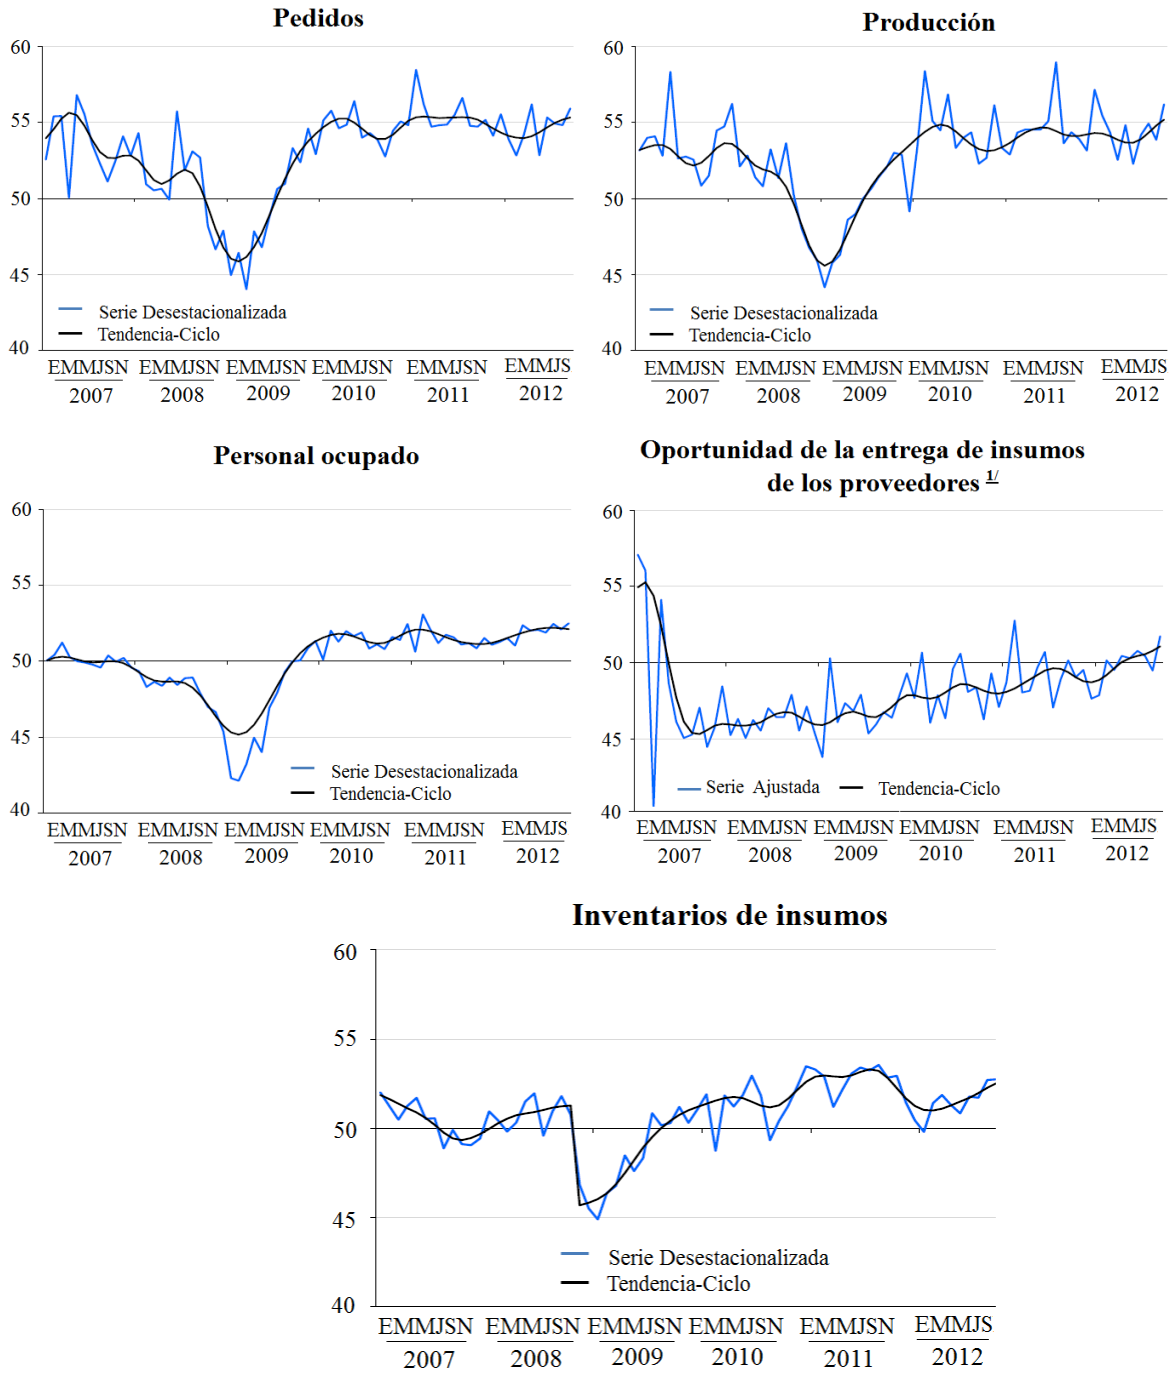 Pedidos
60
55
50
45
40
Serie Desestacionalizada
Tendencia-Ciclo
EMMJSN EMMJSN EMMJSN EMMJSN EMMJSN EMMJS
2007 2008 2009 2010 2011 2012
Producción
60
55
50
45
40
Serie Desestacionalizada
Tendencia-Ciclo
EMMJSN EMMJSN EMMJSN EMMJSN EMMJSN EMMJS
2007 2008 2009 2010 2011 2012
Personal ocupado
60
55
50
45
40
Serie Desestacionalizada
Tendencia-Ciclo
EMMJSN EMMJSN EMMJSN EMMJSN EMMJSN EMMJS
2007 2008 2009 2010 2011 2012
Oportunidad de la entrega de insumos
de los proveedores 1/
60
55
50
45
40
Serie Ajustada Tendencia-Ciclo
EMMJSN EMMJSN EMMJSN EMMJSN EMMJSN EMMJS
2007 2008 2009 2010 2011 2012
Inventarios de insumos
60
55
50
45
40
Serie Desestacionalizada
Tendencia-Ciclo
EMMJSN EMMJSN EMMJSN EMMJSN EMMJSN EMMJS
2007 2008 2009 2010 2011 2012